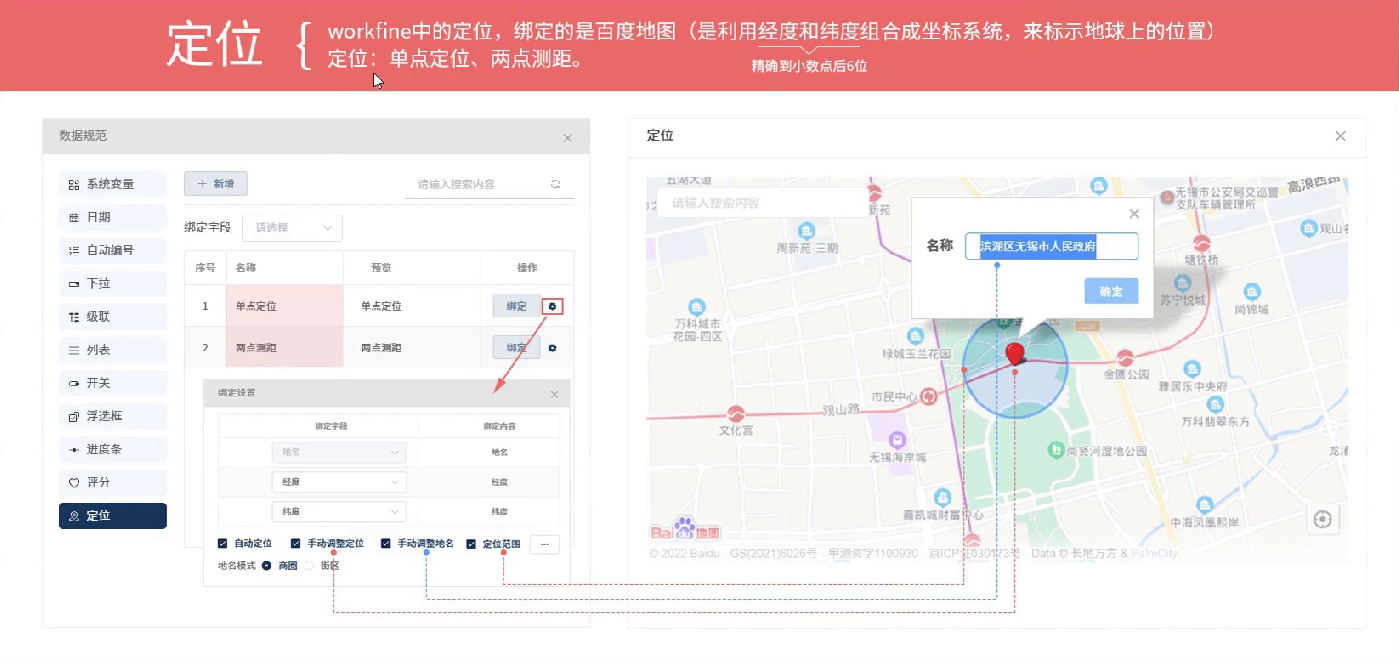 定位
workfine中的定位，绑定的是百度地图（是利用经度和纬度组合成坐标系统，来标示地球上的位置）
定位：单点定位、两点测距。
精确到小数点后6位
数据规范
系统变量
日期
自动编号
下拉
级联
列表
开关
浮选框
进度条
评分
定位
+ 新增
请输入搜索内容
绑定字段
请选择
序号 名称 预览 操作
1 单点定位 单点定位 绑定
2 两点测距 两点测距 绑定
绑定设置
绑定字段 绑定内容
地名 地名
经度 经度
纬度 纬度
自动定位 手动调整定位 手动调整地名 定位范围 ...
地名模式 商圈 街区
定位
五湖大道
请输入搜索内容
新苑
无锡市公安局交巡警
支队车辆管理所
高浪西路
周新苑-三期
观山
名称 滨湖区无锡市人民政府
确定
塘铁桥
苏宁悦城
尚锦城
万科城市
花园-四区
绿城玉兰花园
金匮公园
雅居乐中央府
市民中心
观山路
文化宫
万科翡翠东方
无锡海岸城
尚贤河湿地公园
嘉凯城财富中心
中海凤凰熙岸
Bai 地图
© 2022 Baidu - GS(2021)6026号 - 甲测资字1100930 - 京ICP证030173号 - Data © 长地万方 & PalmCity